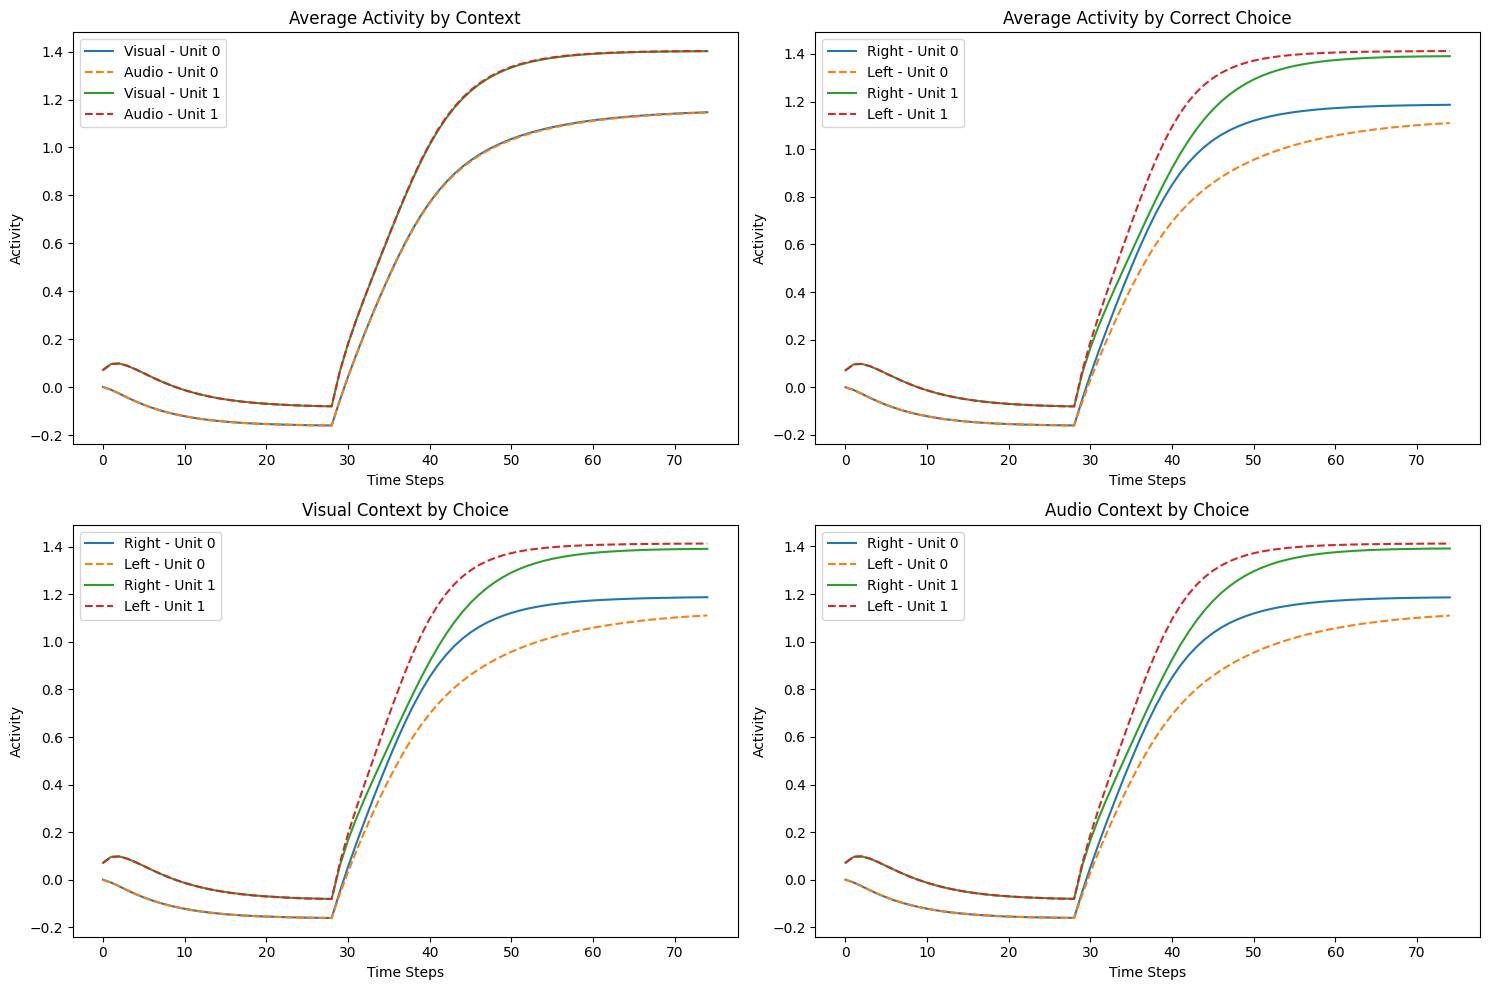 Average Activity by Context
Visual - Unit 0
Audio - Unit 0
Visual - Unit 1
Audio - Unit 1
1.4
1.2
1.0
0.8
0.6
0.4
0.2
0.0
−0.2
Activity
0 10 20 30 40 50 60 70
Time Steps
Average Activity by Correct Choice
Right - Unit 0
Left - Unit 0
Right - Unit 1
Left - Unit 1
1.4
1.2
1.0
0.8
0.6
0.4
0.2
0.0
−0.2
Activity
0 10 20 30 40 50 60 70
Time Steps
Visual Context by Choice
Right - Unit 0
Left - Unit 0
Right - Unit 1
Left - Unit 1
1.4
1.2
1.0
0.8
0.6
0.4
0.2
0.0
−0.2
Activity
0 10 20 30 40 50 60 70
Time Steps
Audio Context by Choice
Right - Unit 0
Left - Unit 0
Right - Unit 1
Left - Unit 1
1.4
1.2
1.0
0.8
0.6
0.4
0.2
0.0
−0.2
Activity
0 10 20 30 40 50 60 70
Time Steps